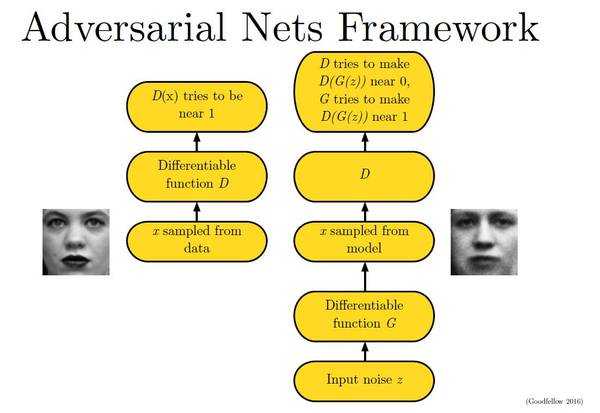 Adversarial Nets Framework
D(x) tries to be
near 1
Differentiable
function D
x sampled from
data
D tries to make
D(G(z)) near 0,
G tries to make
D(G(z)) near 1
D
x sampled from
model
Differentiable
function G
Input noise z
(Goodfellow 2016)